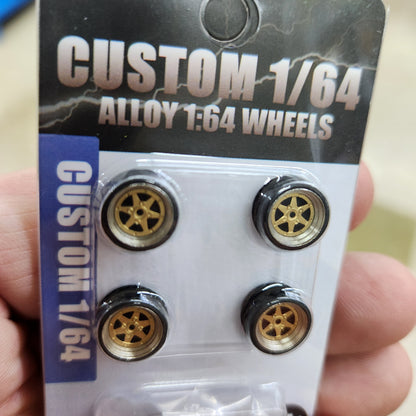 CUSTOM 1/64
ALLOY 1:64 WHEELS
CUSTOM 1/64